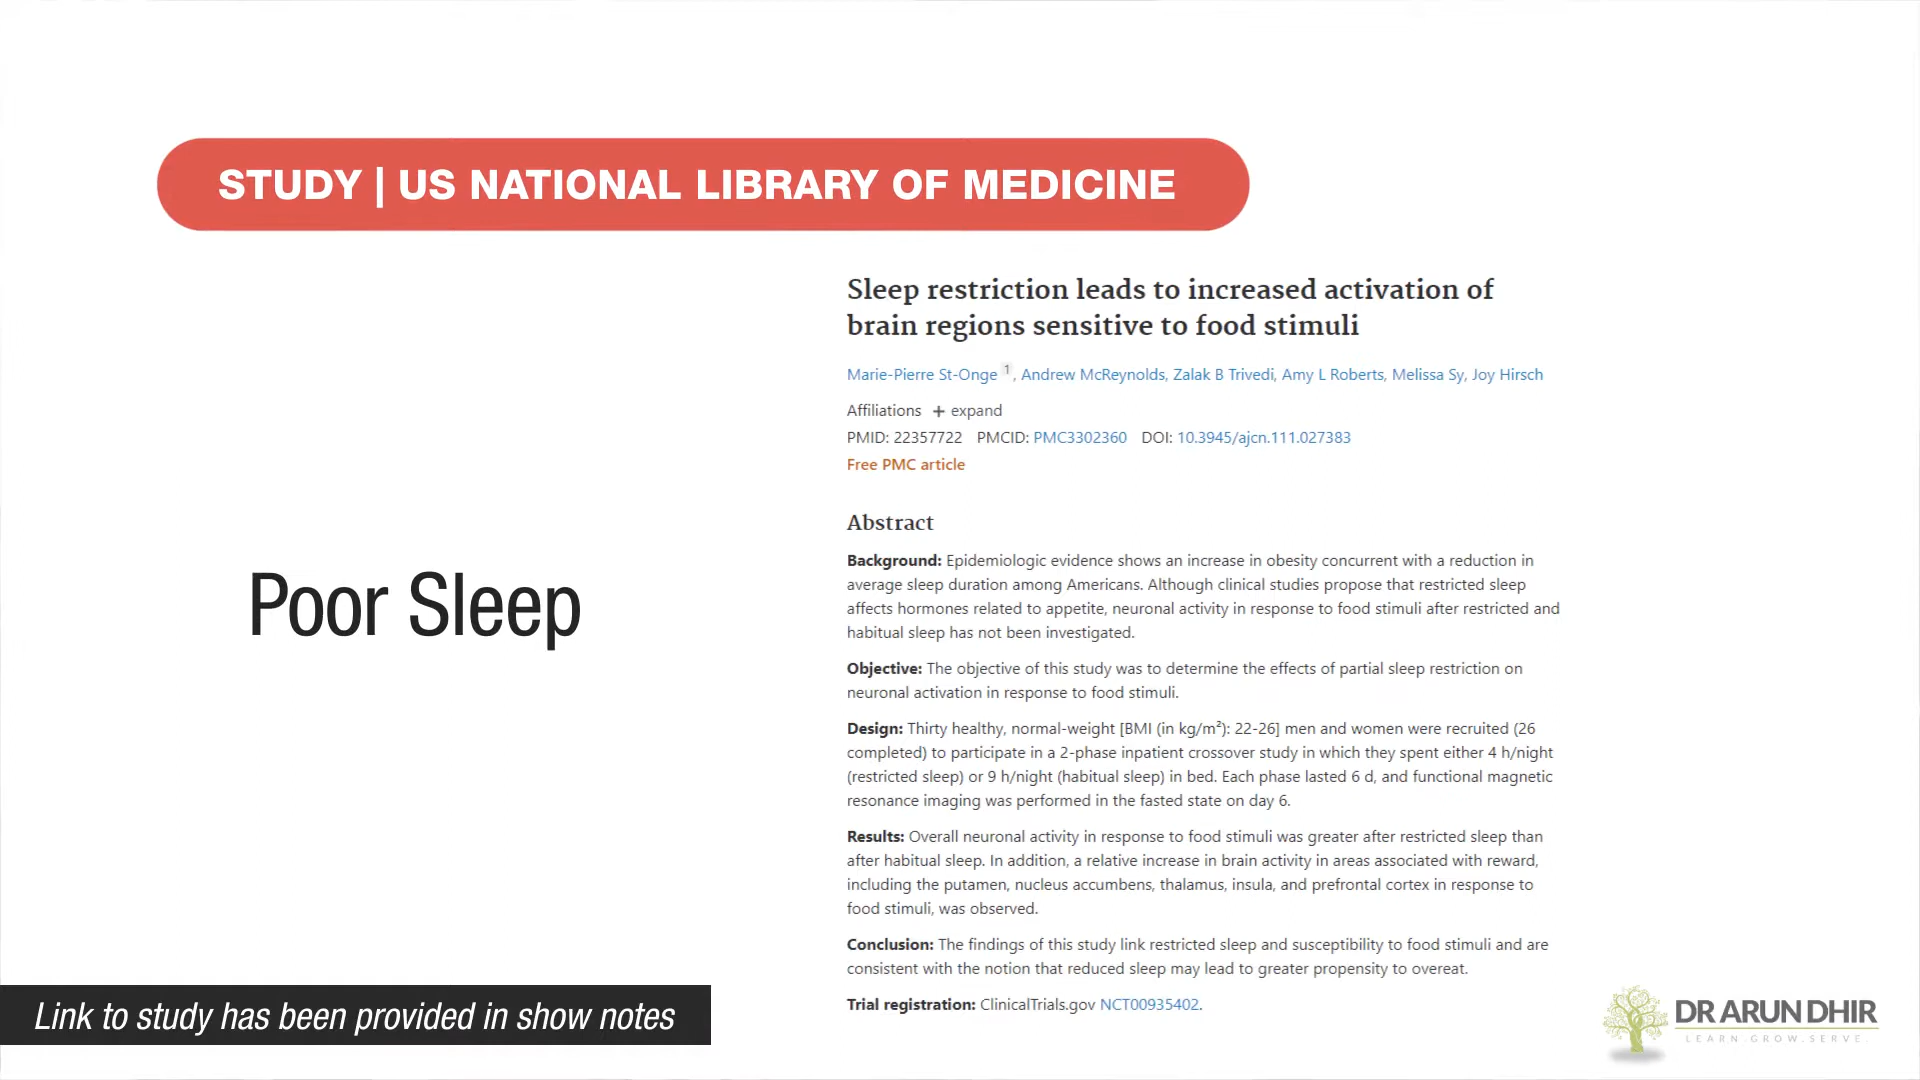 STUDY | US NATIONAL LIBRARY OF MEDICINE
Sleep restriction leads to increased activation of
brain regions sensitive to food stimuli
Marie-Pierre St-Onge 1, Andrew McReynolds, Zalak B Trivedi, Amy L Roberts, Melissa Sy, Joy Hirsch
Affiliations + expand
PMID: 22357722 PMCID: PMC3302360 DOI: 10.3945/ajcn.111.027383
Free PMC article
Abstract
Background: Epidemiologic evidence shows an increase in obesity concurrent with a reduction in
average sleep duration among Americans. Although clinical studies propose that restricted sleep
affects hormones related to appetite, neuronal activity in response to food stimuli after restricted and
habitual sleep has not been investigated.
Objective: The objective of this study was to determine the effects of partial sleep restriction on
neuronal activation in response to food stimuli.
Design: Thirty healthy, normal-weight [BMI (in kg/m²): 22-26] men and women were recruited (26
completed) to participate in a 2-phase inpatient crossover study in which they spent either 4 h/night
(restricted sleep) or 9 h/night (habitual sleep) in bed. Each phase lasted 6 d, and functional magnetic
resonance imaging was performed in the fasted state on day 6.
Results: Overall neuronal activity in response to food stimuli was greater after restricted sleep than
after habitual sleep. In addition, a relative increase in brain activity in areas associated with reward,
including the putamen, nucleus accumbens, thalamus, insula, and prefrontal cortex in response to
food stimuli, was observed.
Conclusion: The findings of this study link restricted sleep and susceptibility to food stimuli and are
consistent with the notion that reduced sleep may lead to greater propensity to overeat.
Trial registration: ClinicalTrials.gov NCT00935402.
Poor Sleep
Link to study has been provided in show notes
DR ARUN DHIR
LEARN.GROW.SERVE.